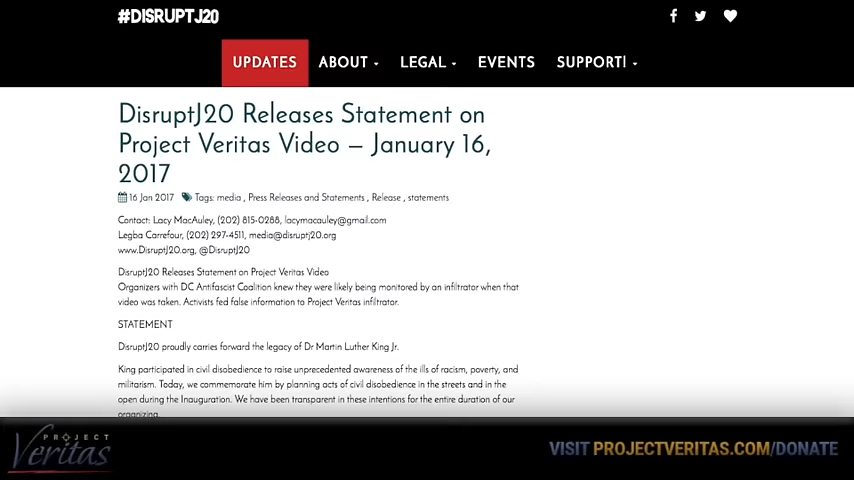 #DISRUPTJ20
UPDATES ABOUT LEGAL EVENTS SUPPORT!
DisruptJ20 Releases Statement on
Project Veritas Video – January 16,
2017
16 Jan 2017 Tags: media , Press Releases and Statements , Release , statements
Contact: Lacy MacAuley, (202) 815-0288, lacymacauley@gmail.com
Legba Carrefour, (202) 297-4511, media@disruptj20.org
www.DisruptJ20.org, @DisruptJ20
DisruptJ20 Releases Statement on Project Veritas Video
Organizers with DC Antifascist Coalition knew they were likely being monitored by an infiltrator when that
video was taken. Activists fed false information to Project Veritas infiltrator.
STATEMENT
DisruptJ20 proudly carries forward the legacy of Dr Martin Luther King Jr.
King participated in civil disobedience to raise unprecedented awareness of the ills of racism, poverty, and
militarism. Today, we commemorate him by planning acts of civil disobedience in the streets and in the
open during the Inauguration. We have been transparent in these intentions for the entire duration of our
organizing.
PROJECT
Veritas
VISIT PROJECTVERITAS.COM/DONATE